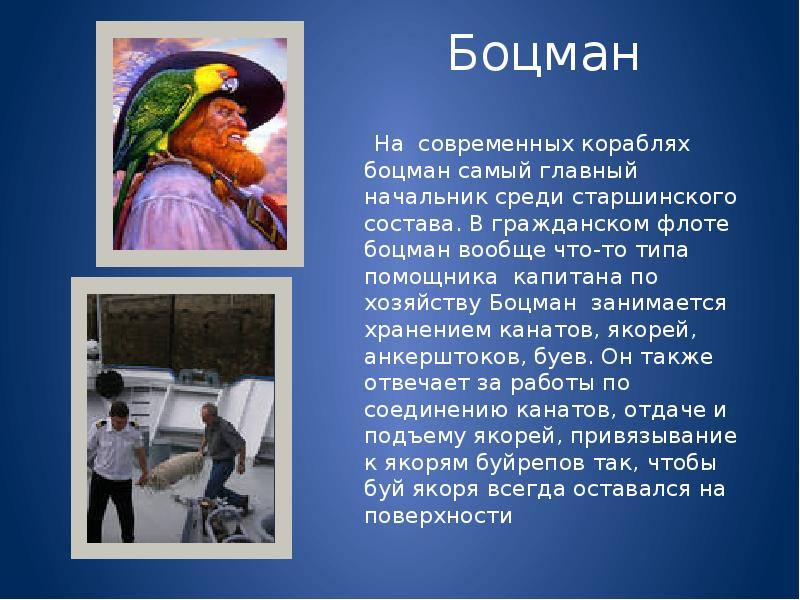 Боцман
На современных кораблях
боцман самый главный
начальник среди старшинского
состава. В гражданском флоте
боцман вообще что-то типа
помощника капитана по
хозяйству Боцман занимается
хранением канатов, якорей,
анкерштоков, буев. Он также
отвечает за работы по
соединению канатов, отдаче и
подъему якорей, привязывание
к якорям буйрепов так, чтобы
буй якоря всегда оставался на
поверхности